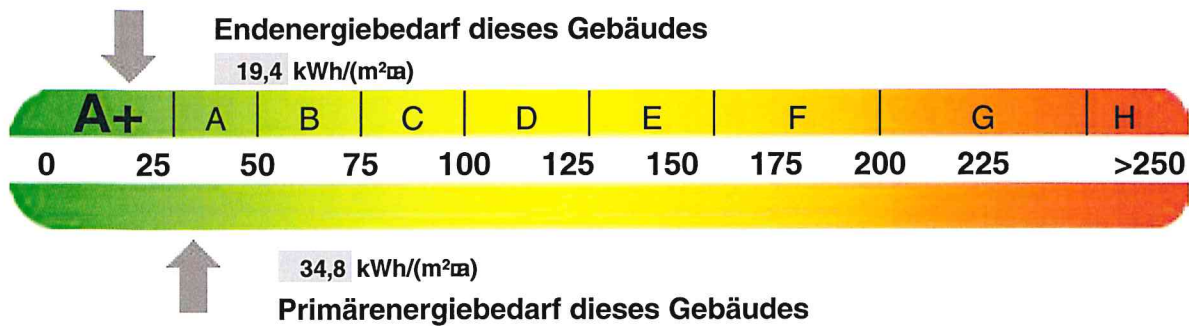 Endenergiebedarf dieses Gebäudes
19,4 kWh/(m²a)
A+ A B C D E F G H
0 25 50 75 100 125 150 175 200 225 >250
34,8 kWh/(m²a)
Primärenergiebedarf dieses Gebäudes